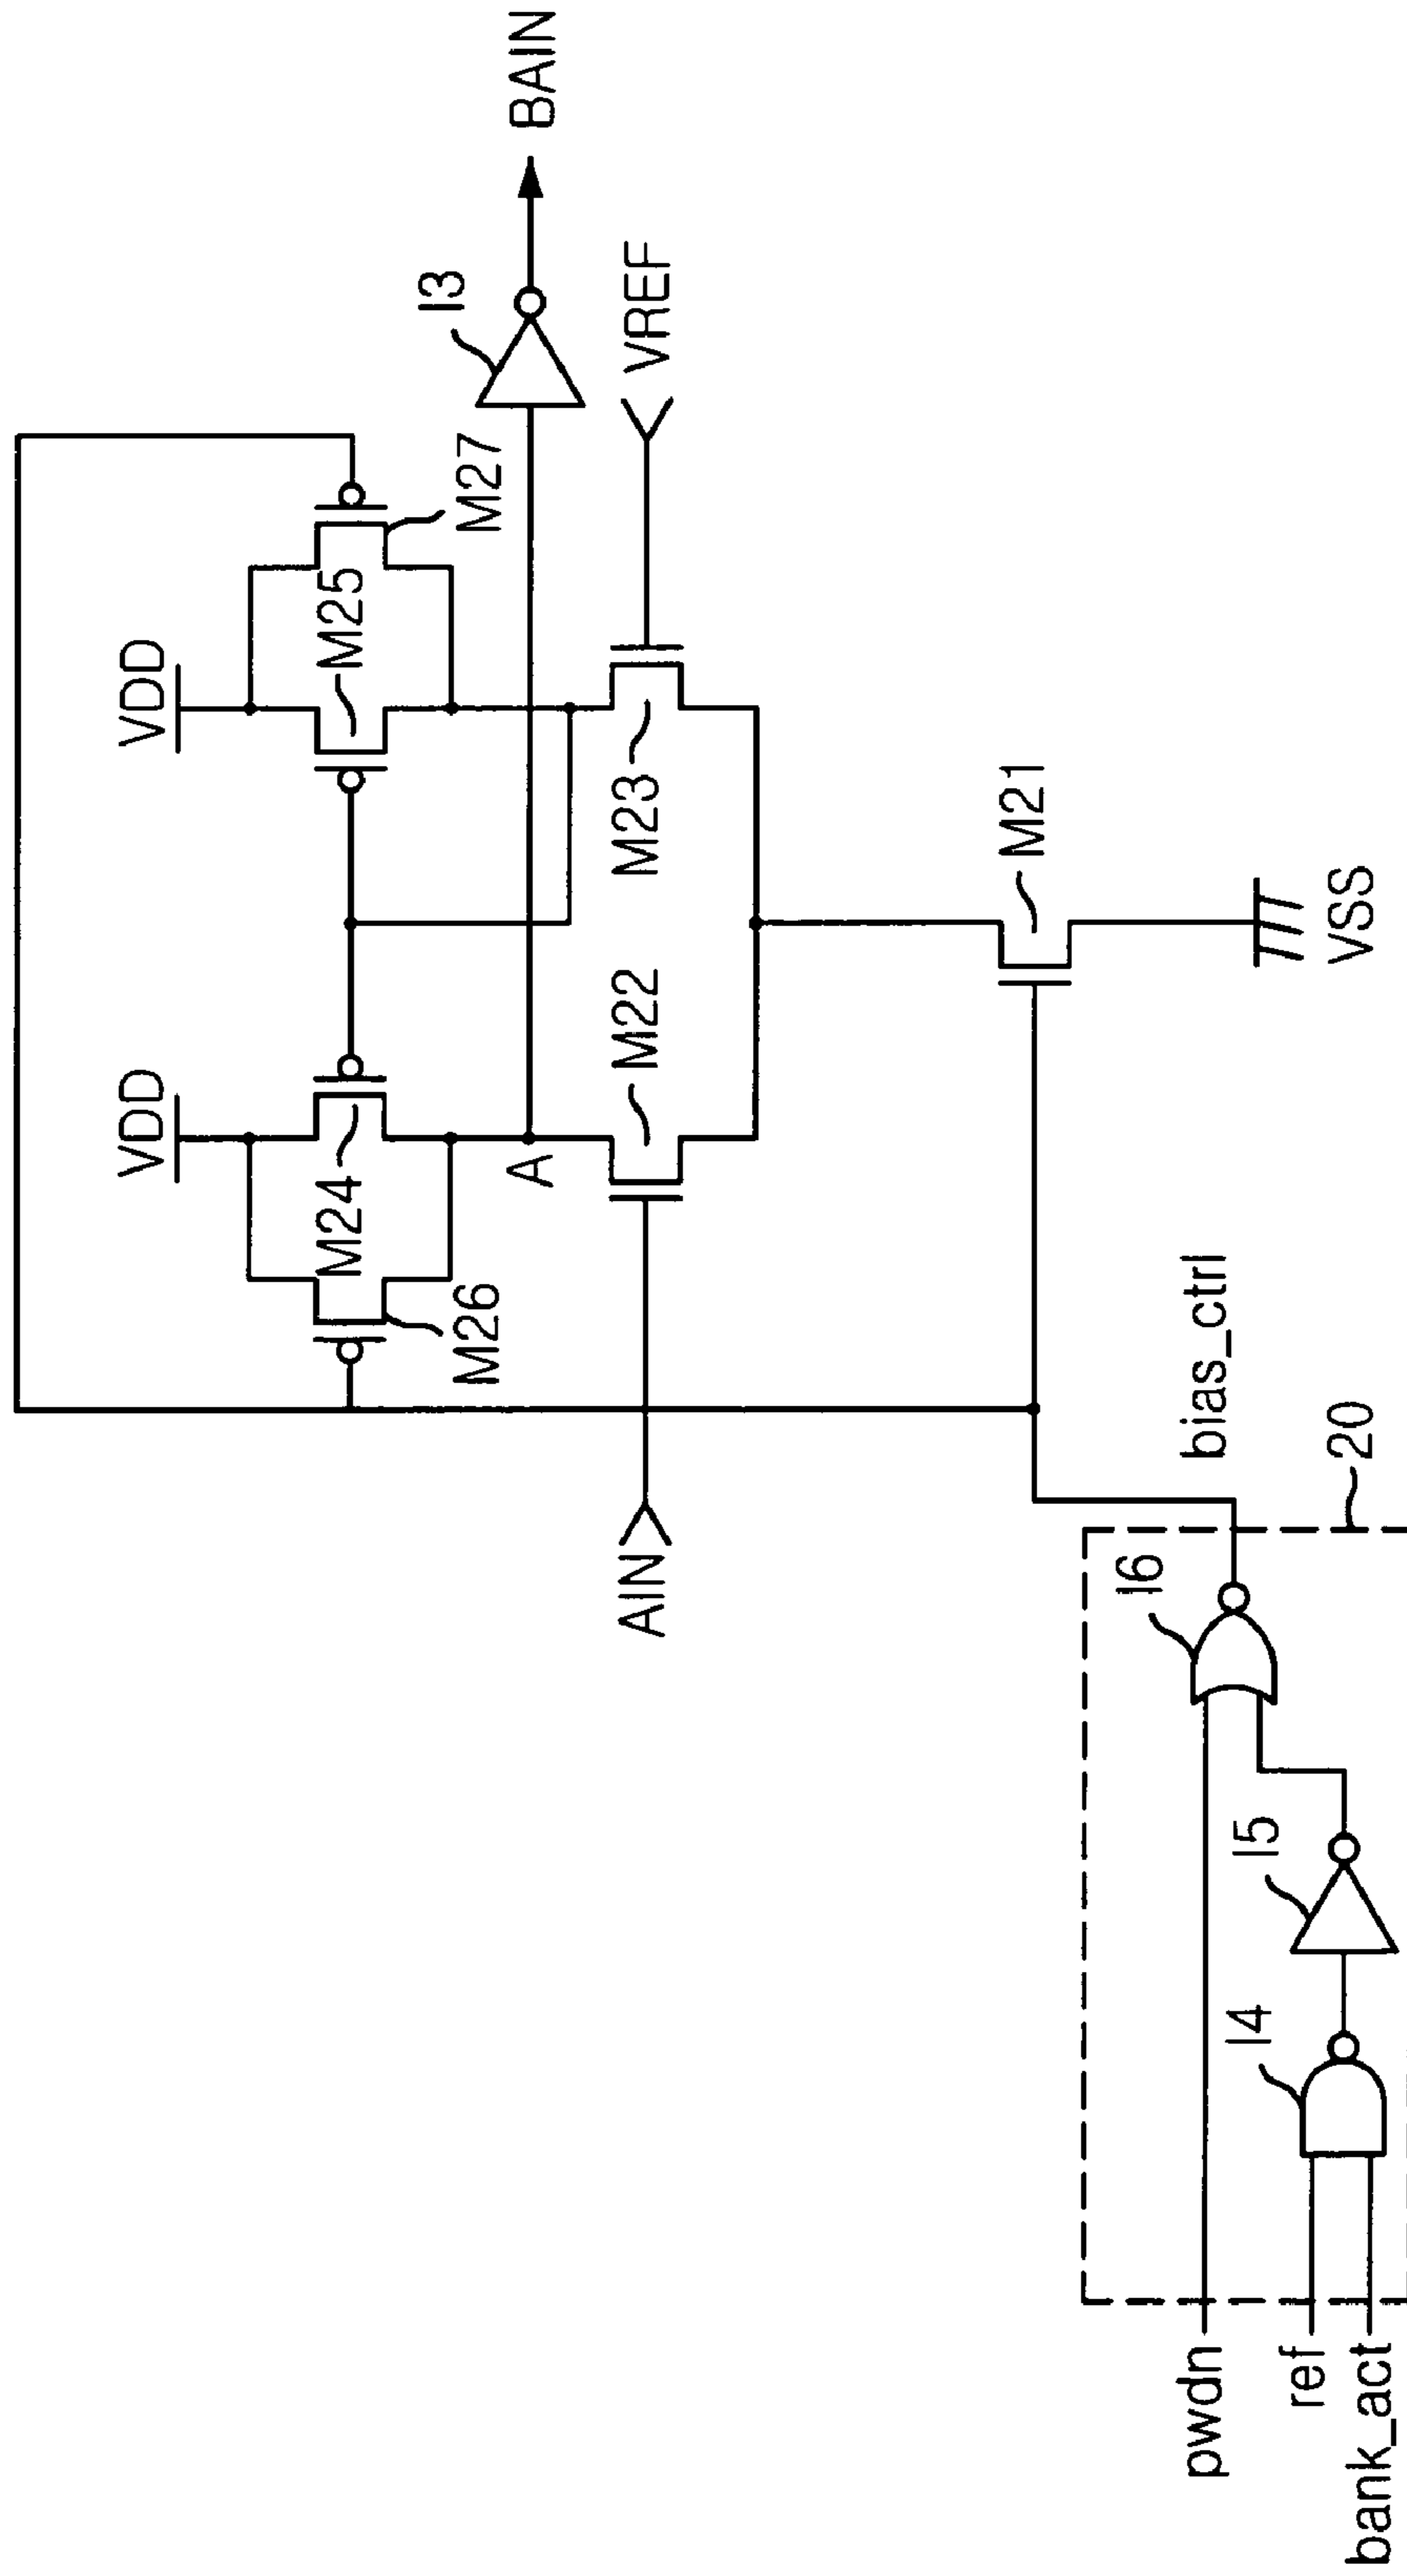 VDD
VDD
M26
M24
M25
M27
A
I3
BAIN
AIN
M22
M23
VREF
M21
VSS
bias_ctrl
20
pwdn
ref
bank_act
I4
I5
I6